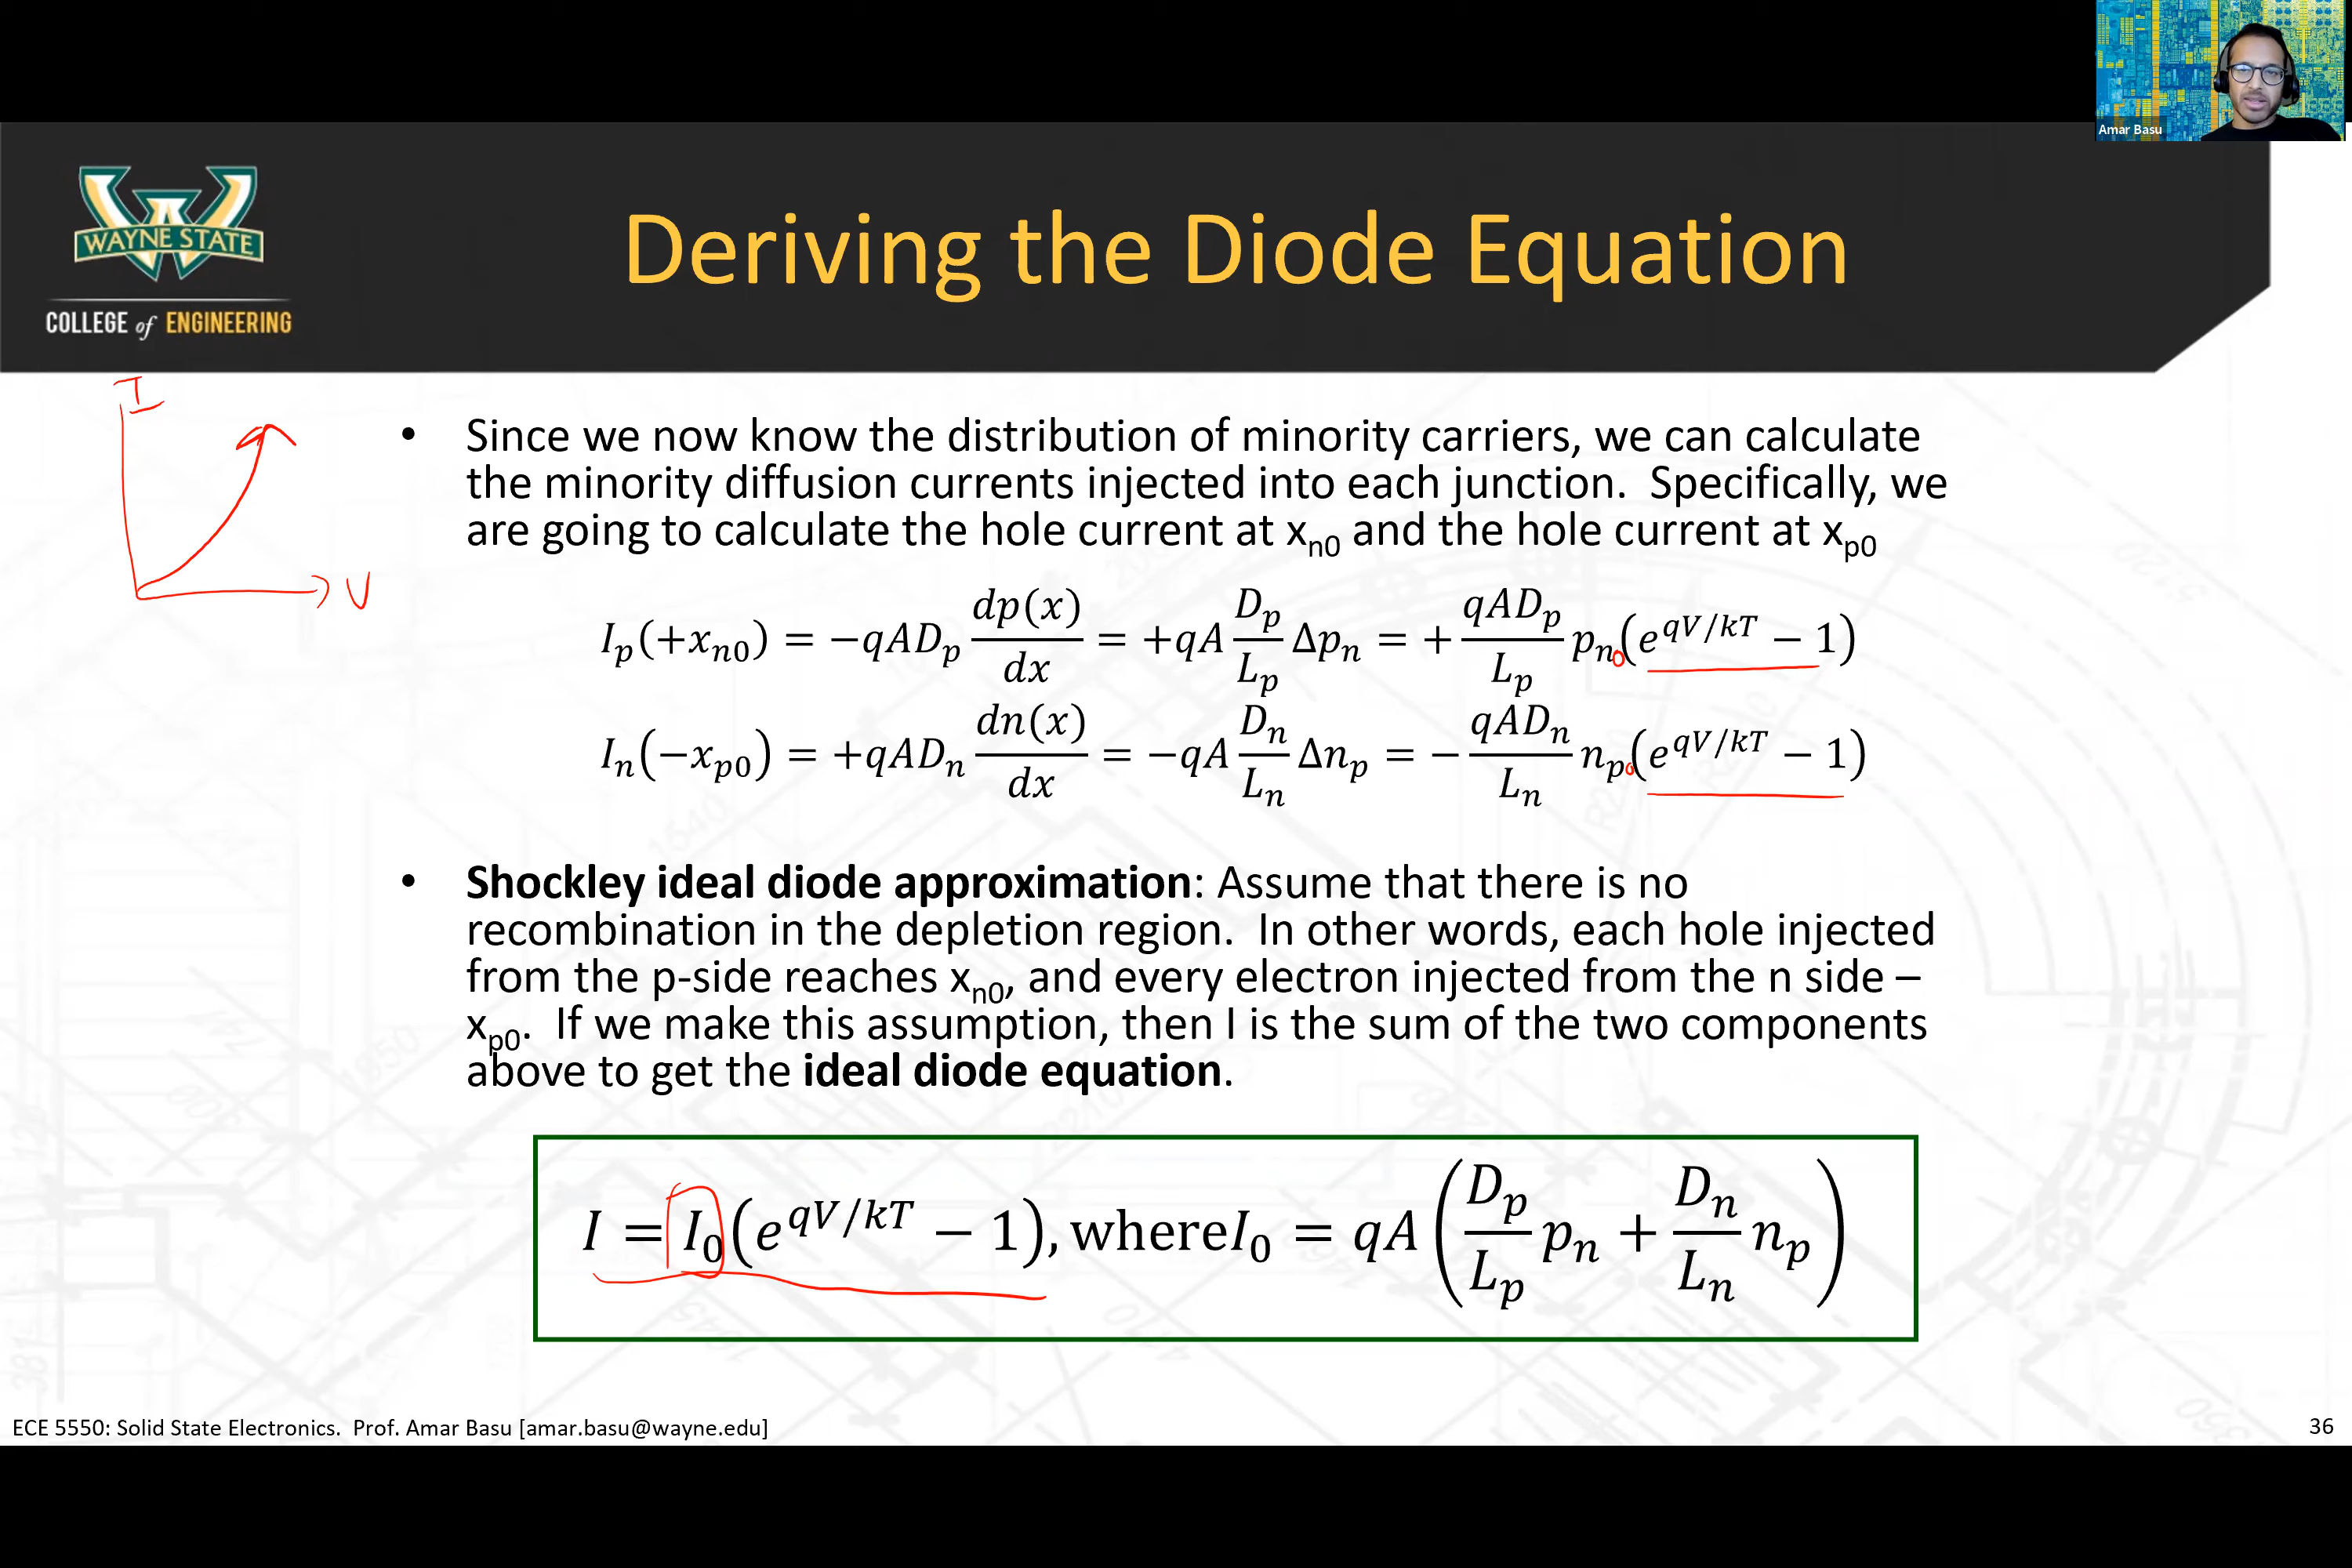 Amar Basu
WAYNE STATE
COLLEGE of ENGINEERING
Deriving the Diode Equation
I
V
• Since we now know the distribution of minority carriers, we can calculate
the minority diffusion currents injected into each junction. Specifically, we
are going to calculate the hole current at xₙ₀ and the hole current at xₚ₀
Iₚ(+xₙ₀) = −qADₚ dp(x)/dx = +qA Dₚ/Lₚ Δpₙ = + qADₚ/Lₚ pₙ₀(e^{qV/kT} − 1)
Iₙ(−xₚ₀) = +qADₙ dn(x)/dx = −qA Dₙ/Lₙ Δnₚ = − qADₙ/Lₙ nₚ₀(e^{qV/kT} − 1)
• Shockley ideal diode approximation: Assume that there is no
recombination in the depletion region. In other words, each hole injected
from the p-side reaches xₙ₀, and every electron injected from the n side –
xₚ₀. If we make this assumption, then I is the sum of the two components
above to get the ideal diode equation.
I = I₀(e^{qV/kT} − 1), whereI₀ = qA(Dₚ/Lₚ pₙ + Dₙ/Lₙ nₚ)
ECE 5550: Solid State Electronics. Prof. Amar Basu [amar.basu@wayne.edu]
36